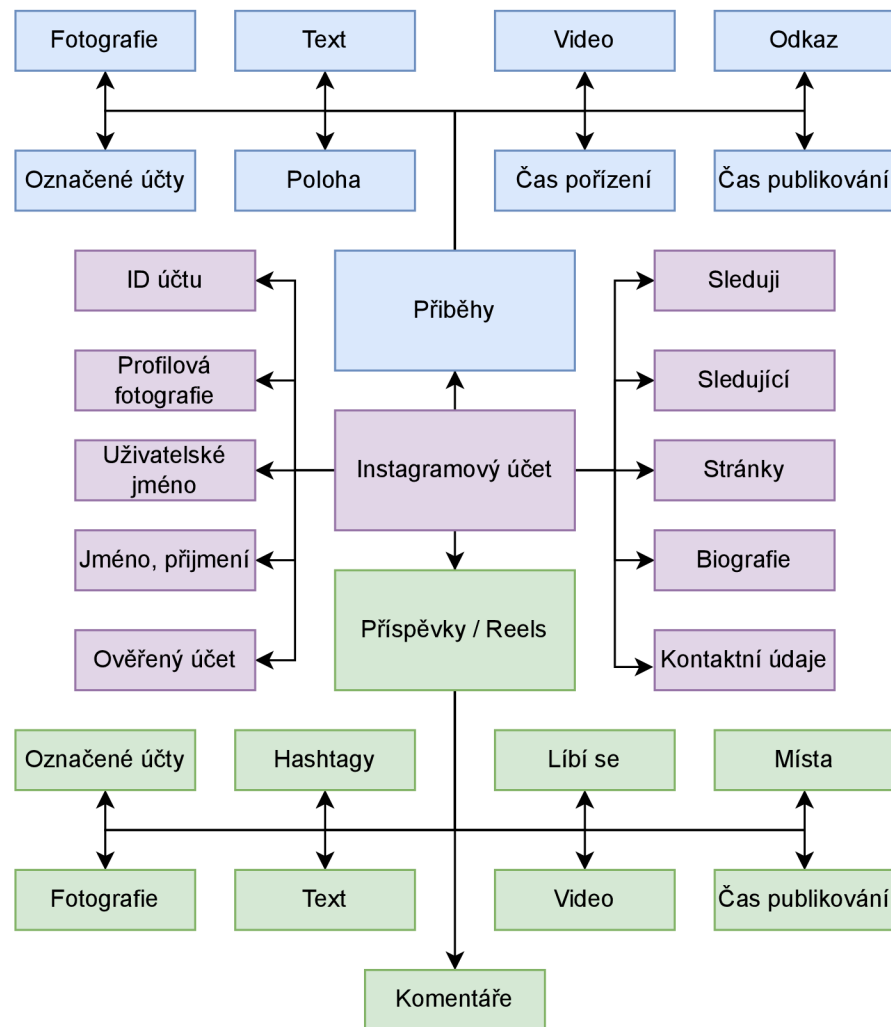 Fotografie
Text
Video
Odkaz
Označené účty
Poloha
Čas pořízení
Čas publikování
Přiběhy
ID účtu
Sleduji
Profilová
fotografie
Sledující
Uživatelské
jméno
Instagramový účet
Stránky
Jméno, přijmení
Biografie
Příspěvky / Reels
Ověřený účet
Kontaktní údaje
Označené účty
Hashtagy
Líbí se
Místa
Fotografie
Text
Video
Čas publikování
Komentáře